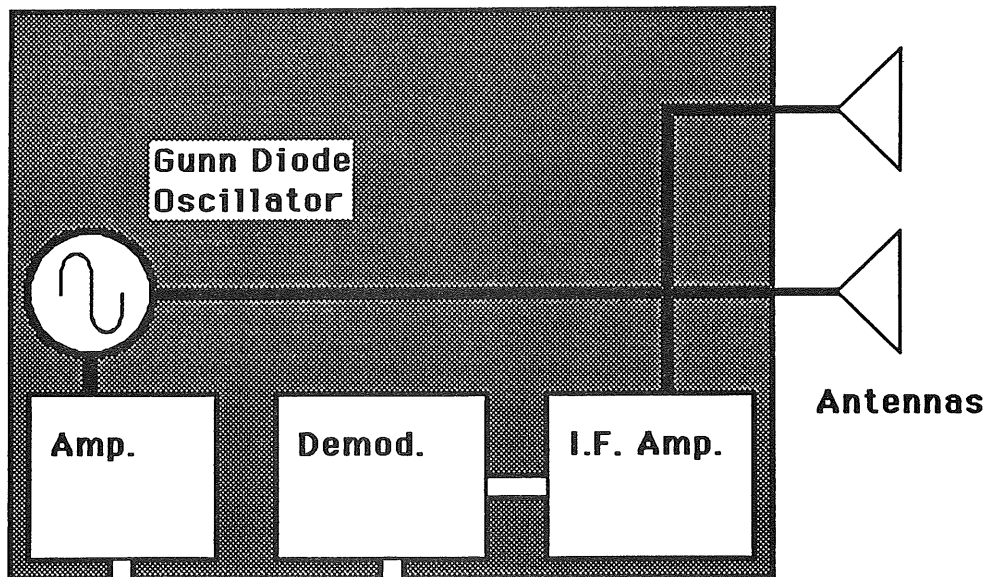 Gunn Diode
Oscillator
Antennas
Amp.
Demod.
I.F. Amp.